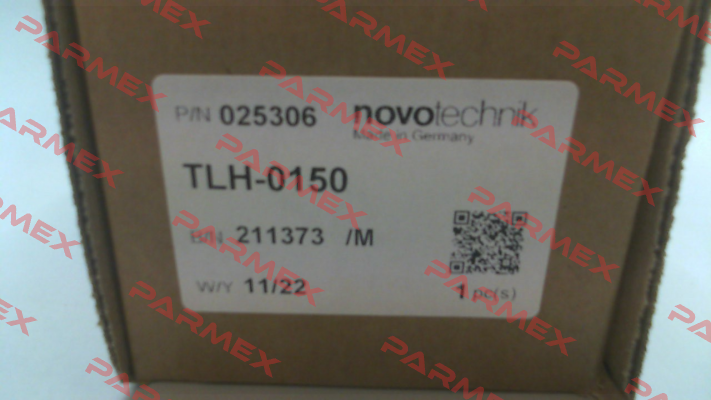 P/N 025306 novotechnik
Made in Germany
TLH-0150
B/N 211373 /M
W/Y 11/22
1 pc(s)
PARMEX